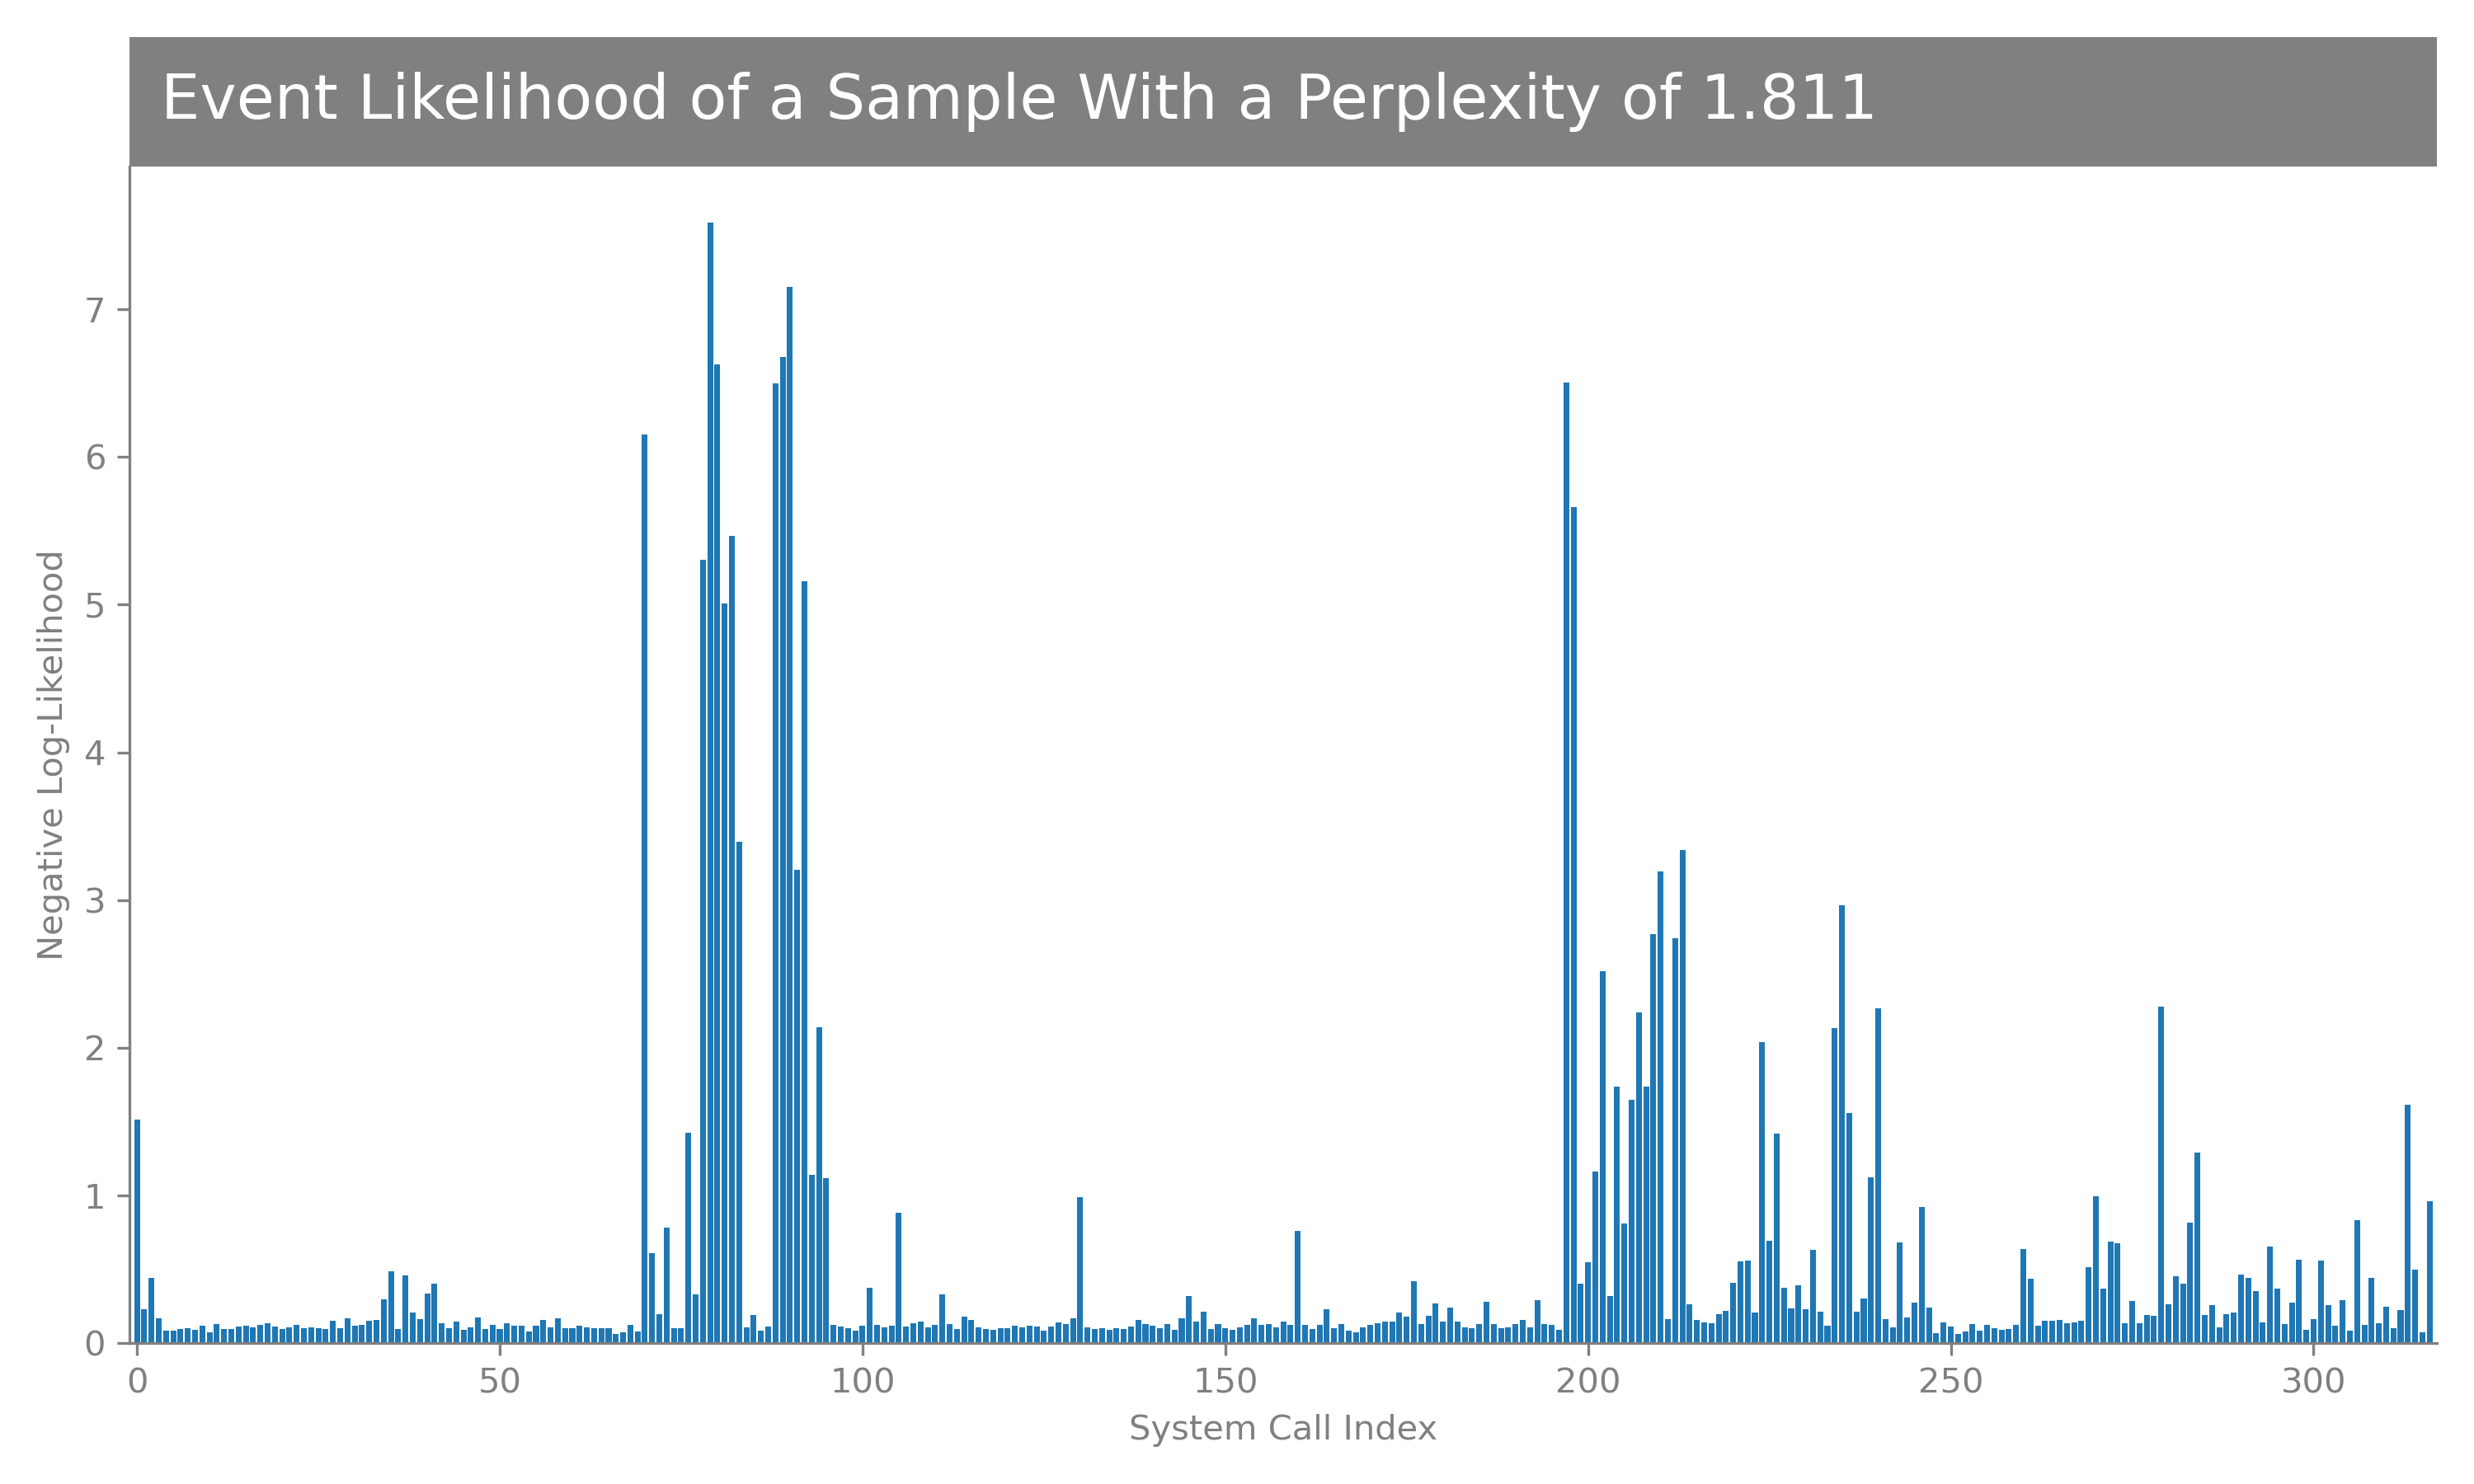 Event Likelihood of a Sample With a Perplexity of 1.811
Negative Log-Likelihood
7
6
5
4
3
2
1
0
0 50 100 150 200 250 300
System Call Index